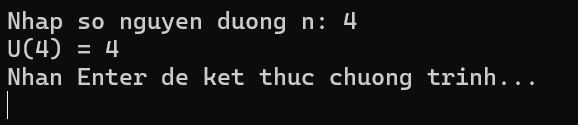 Nhap so nguyen duong n: 4
U(4) = 4
Nhan Enter de ket thuc chuong trinh...